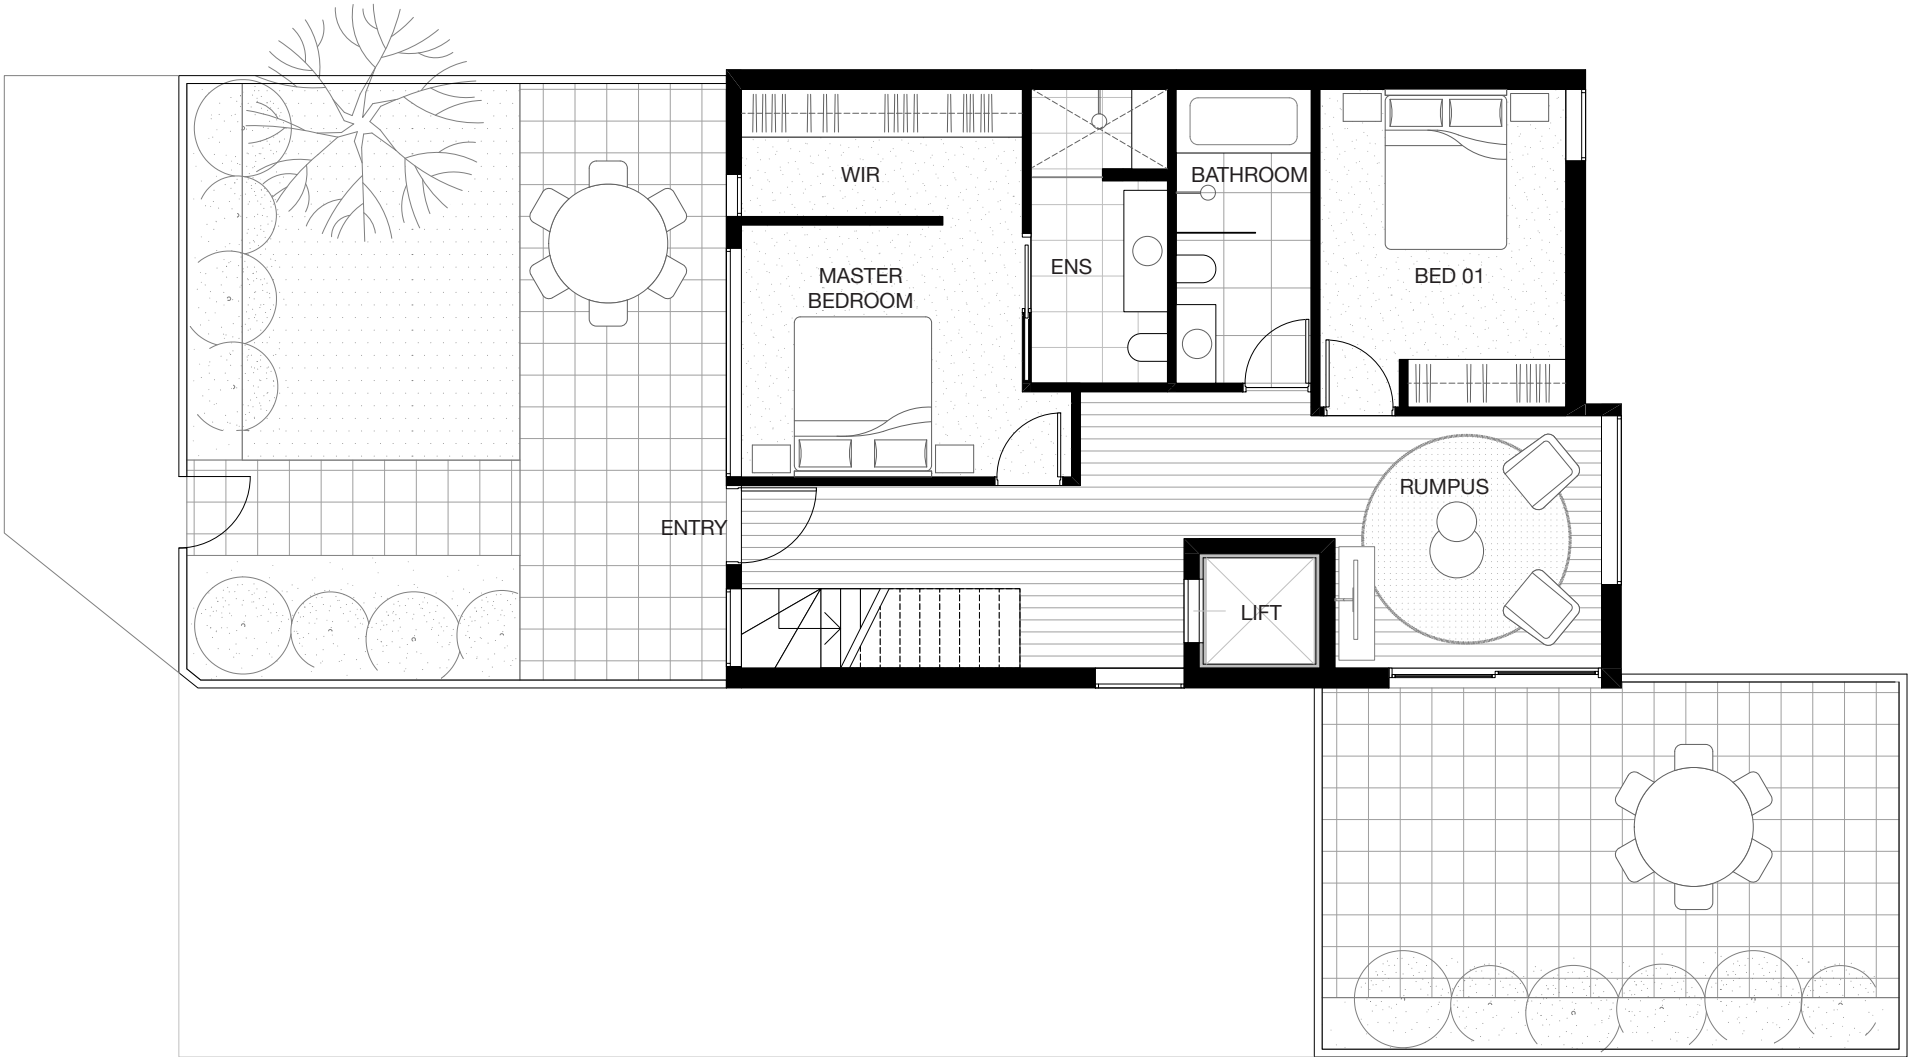 WIR
BATHROOM
ENS
MASTER
BEDROOM
BED 01
RUMPUS
ENTRY
LIFT